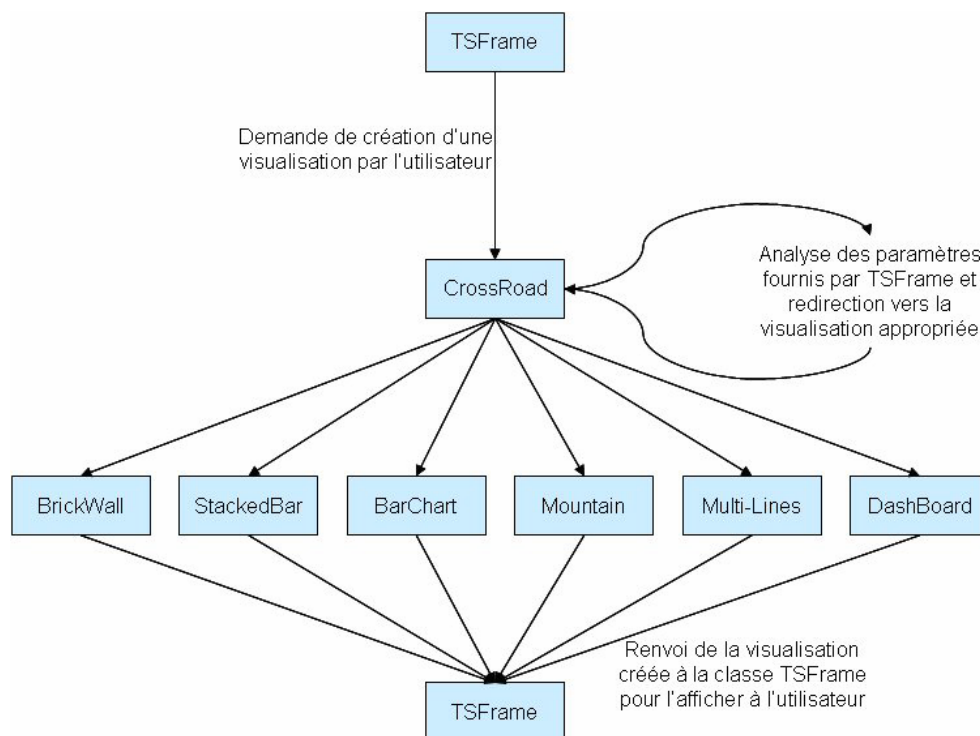 TSFrame
Demande de création d'une
visualisation par l'utilisateur
CrossRoad
Analyse des paramètres
fournis par TSFrame et
redirection vers la
visualisation appropriée
BrickWall
StackedBar
BarChart
Mountain
Multi-Lines
DashBoard
Renvoi de la visualisation
créée à la classe TSFrame
pour l'afficher à l'utilisateur
TSFrame